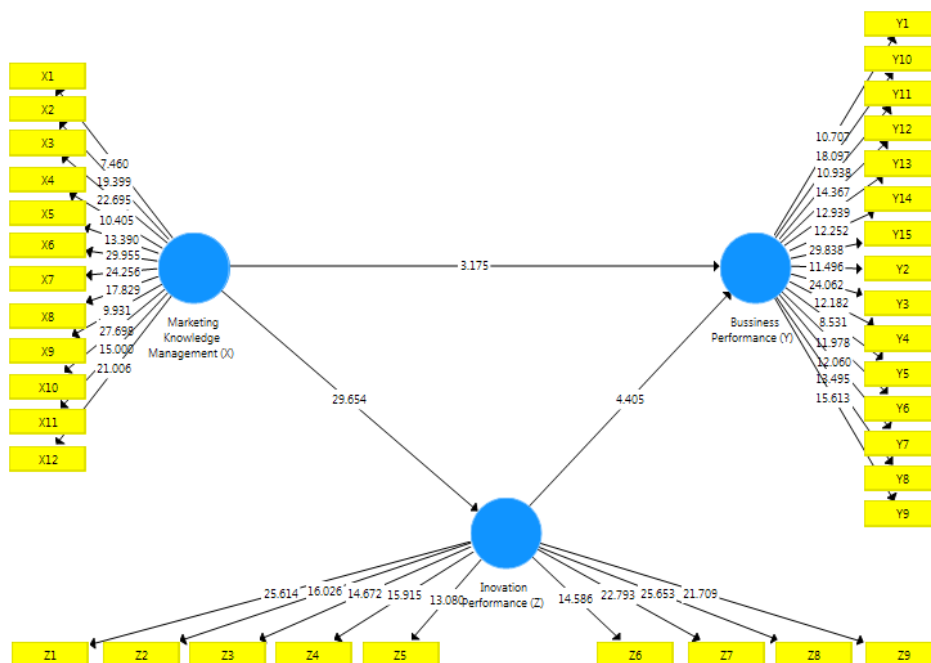 X1
X2
X3
X4
X5
X6
X7
X8
X9
X10
X11
X12
7.460
19.399
22.695
10.405
13.390
29.955
24.256
17.829
9.931
27.698
15.000
21.006
Marketing
Knowledge
Management (X)
3.175
29.654
4.405
Bussiness
Performance (Y)
10.707
18.097
10.938
14.367
12.939
12.252
29.838
11.496
24.062
12.182
8.531
11.978
12.060
13.495
15.613
Y1
Y10
Y11
Y12
Y13
Y14
Y15
Y2
Y3
Y4
Y5
Y6
Y7
Y8
Y9
Inovation
Performance (Z)
25.614
16.026
14.672
15.915
13.080
14.586
22.793
25.653
21.709
Z1
Z2
Z3
Z4
Z5
Z6
Z7
Z8
Z9